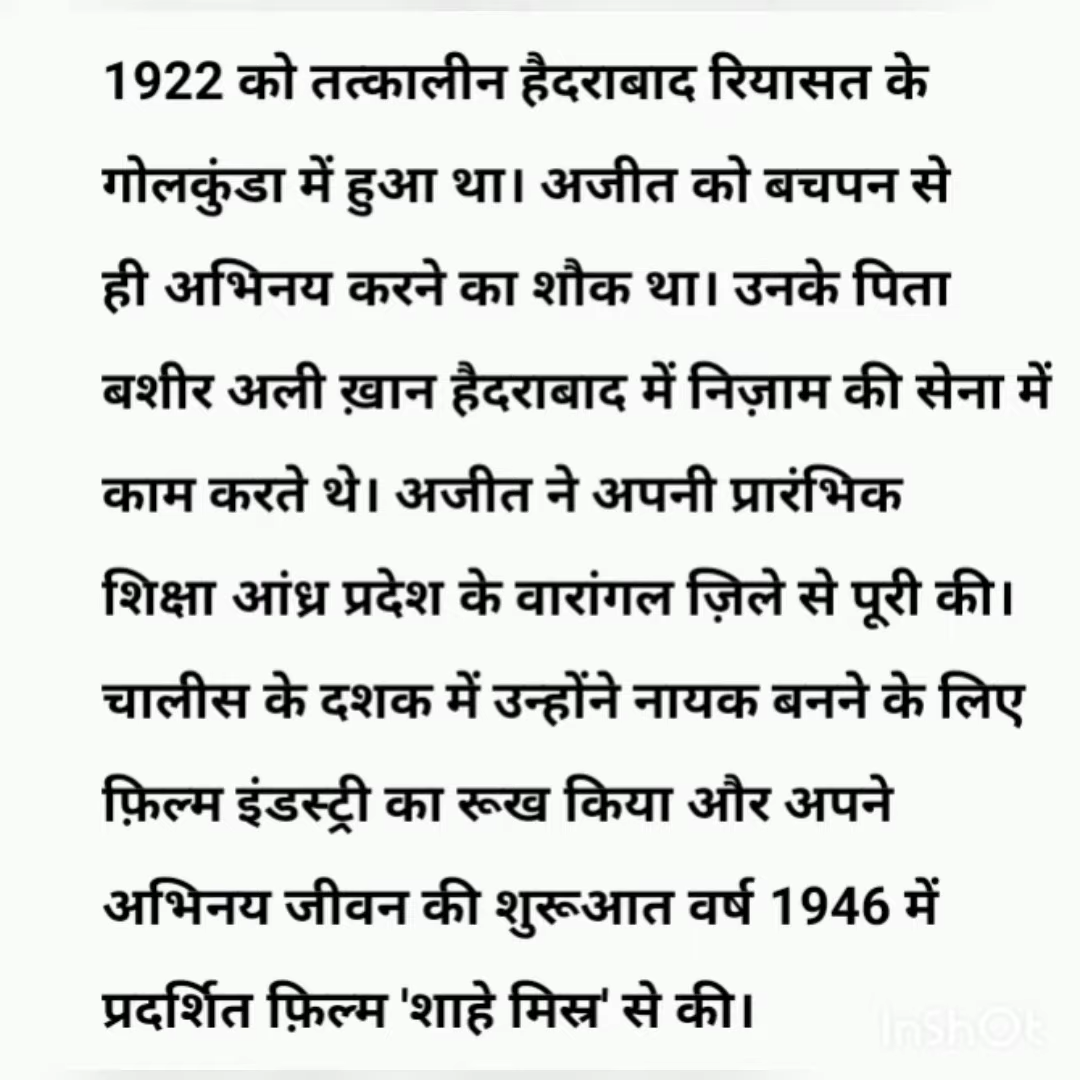 1922 को तत्कालीन हैदराबाद रियासत के
गोलकुंडा में हुआ था। अजीत को बचपन से
ही अभिनय करने का शौक था। उनके पिता
बशीर अली ख़ान हैदराबाद में निज़ाम की सेना में
काम करते थे। अजीत ने अपनी प्रारंभिक
शिक्षा आंध्र प्रदेश के वारांगल ज़िले से पूरी की।
चालीस के दशक में उन्होंने नायक बनने के लिए
फ़िल्म इंडस्ट्री का रूख किया और अपने
अभिनय जीवन की शुरूआत वर्ष 1946 में
प्रदर्शित फ़िल्म 'शाहे मिस्र' से की।
InShOt